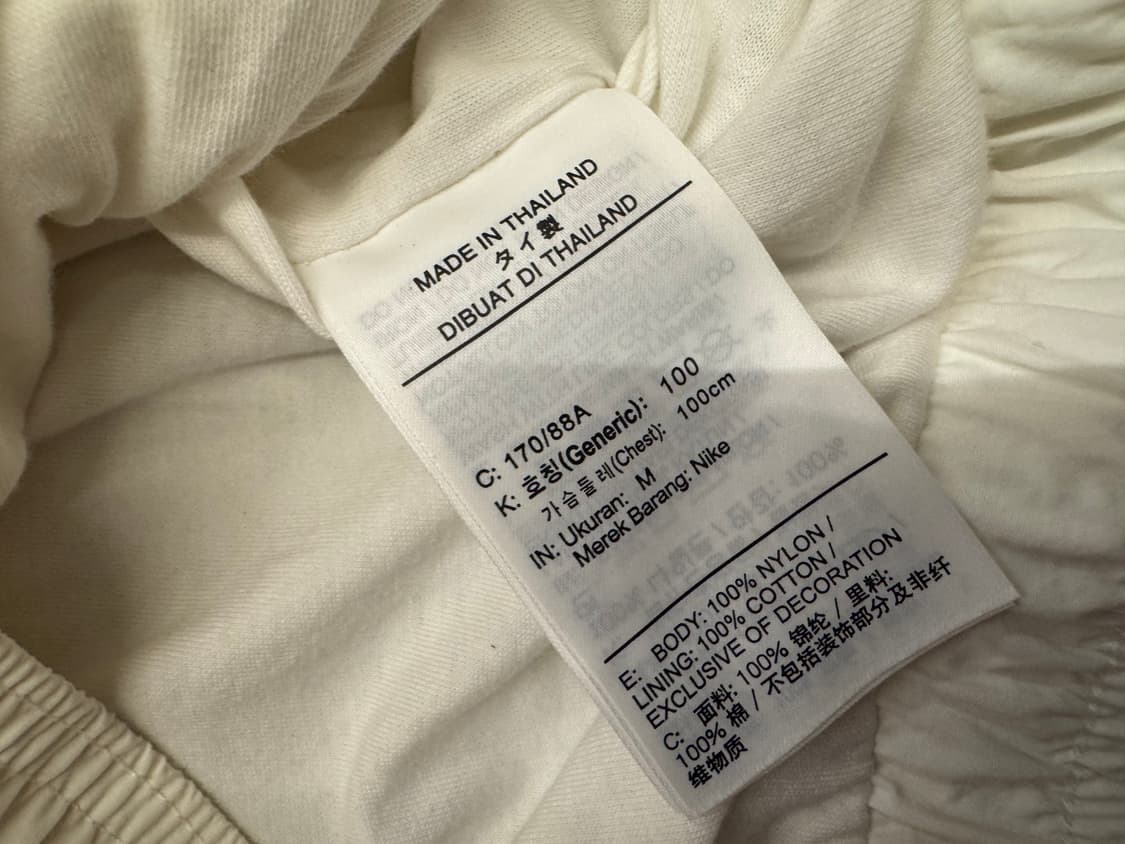 MADE IN THAILAND
タイ製
DIBUAT DI THAILAND
C: 170/88A
K: 호칭(Generic): 100
가슴둘레(Chest): 100cm
IN: Ukuran: M
Merek Barang: Nike
E: BODY: 100% NYLON /
LINING: 100% COTTON /
EXCLUSIVE OF DECORATION
C: 面料: 100% 锦纶 / 里料:
100% 棉 / 不包括装饰部分及非纤
维物质